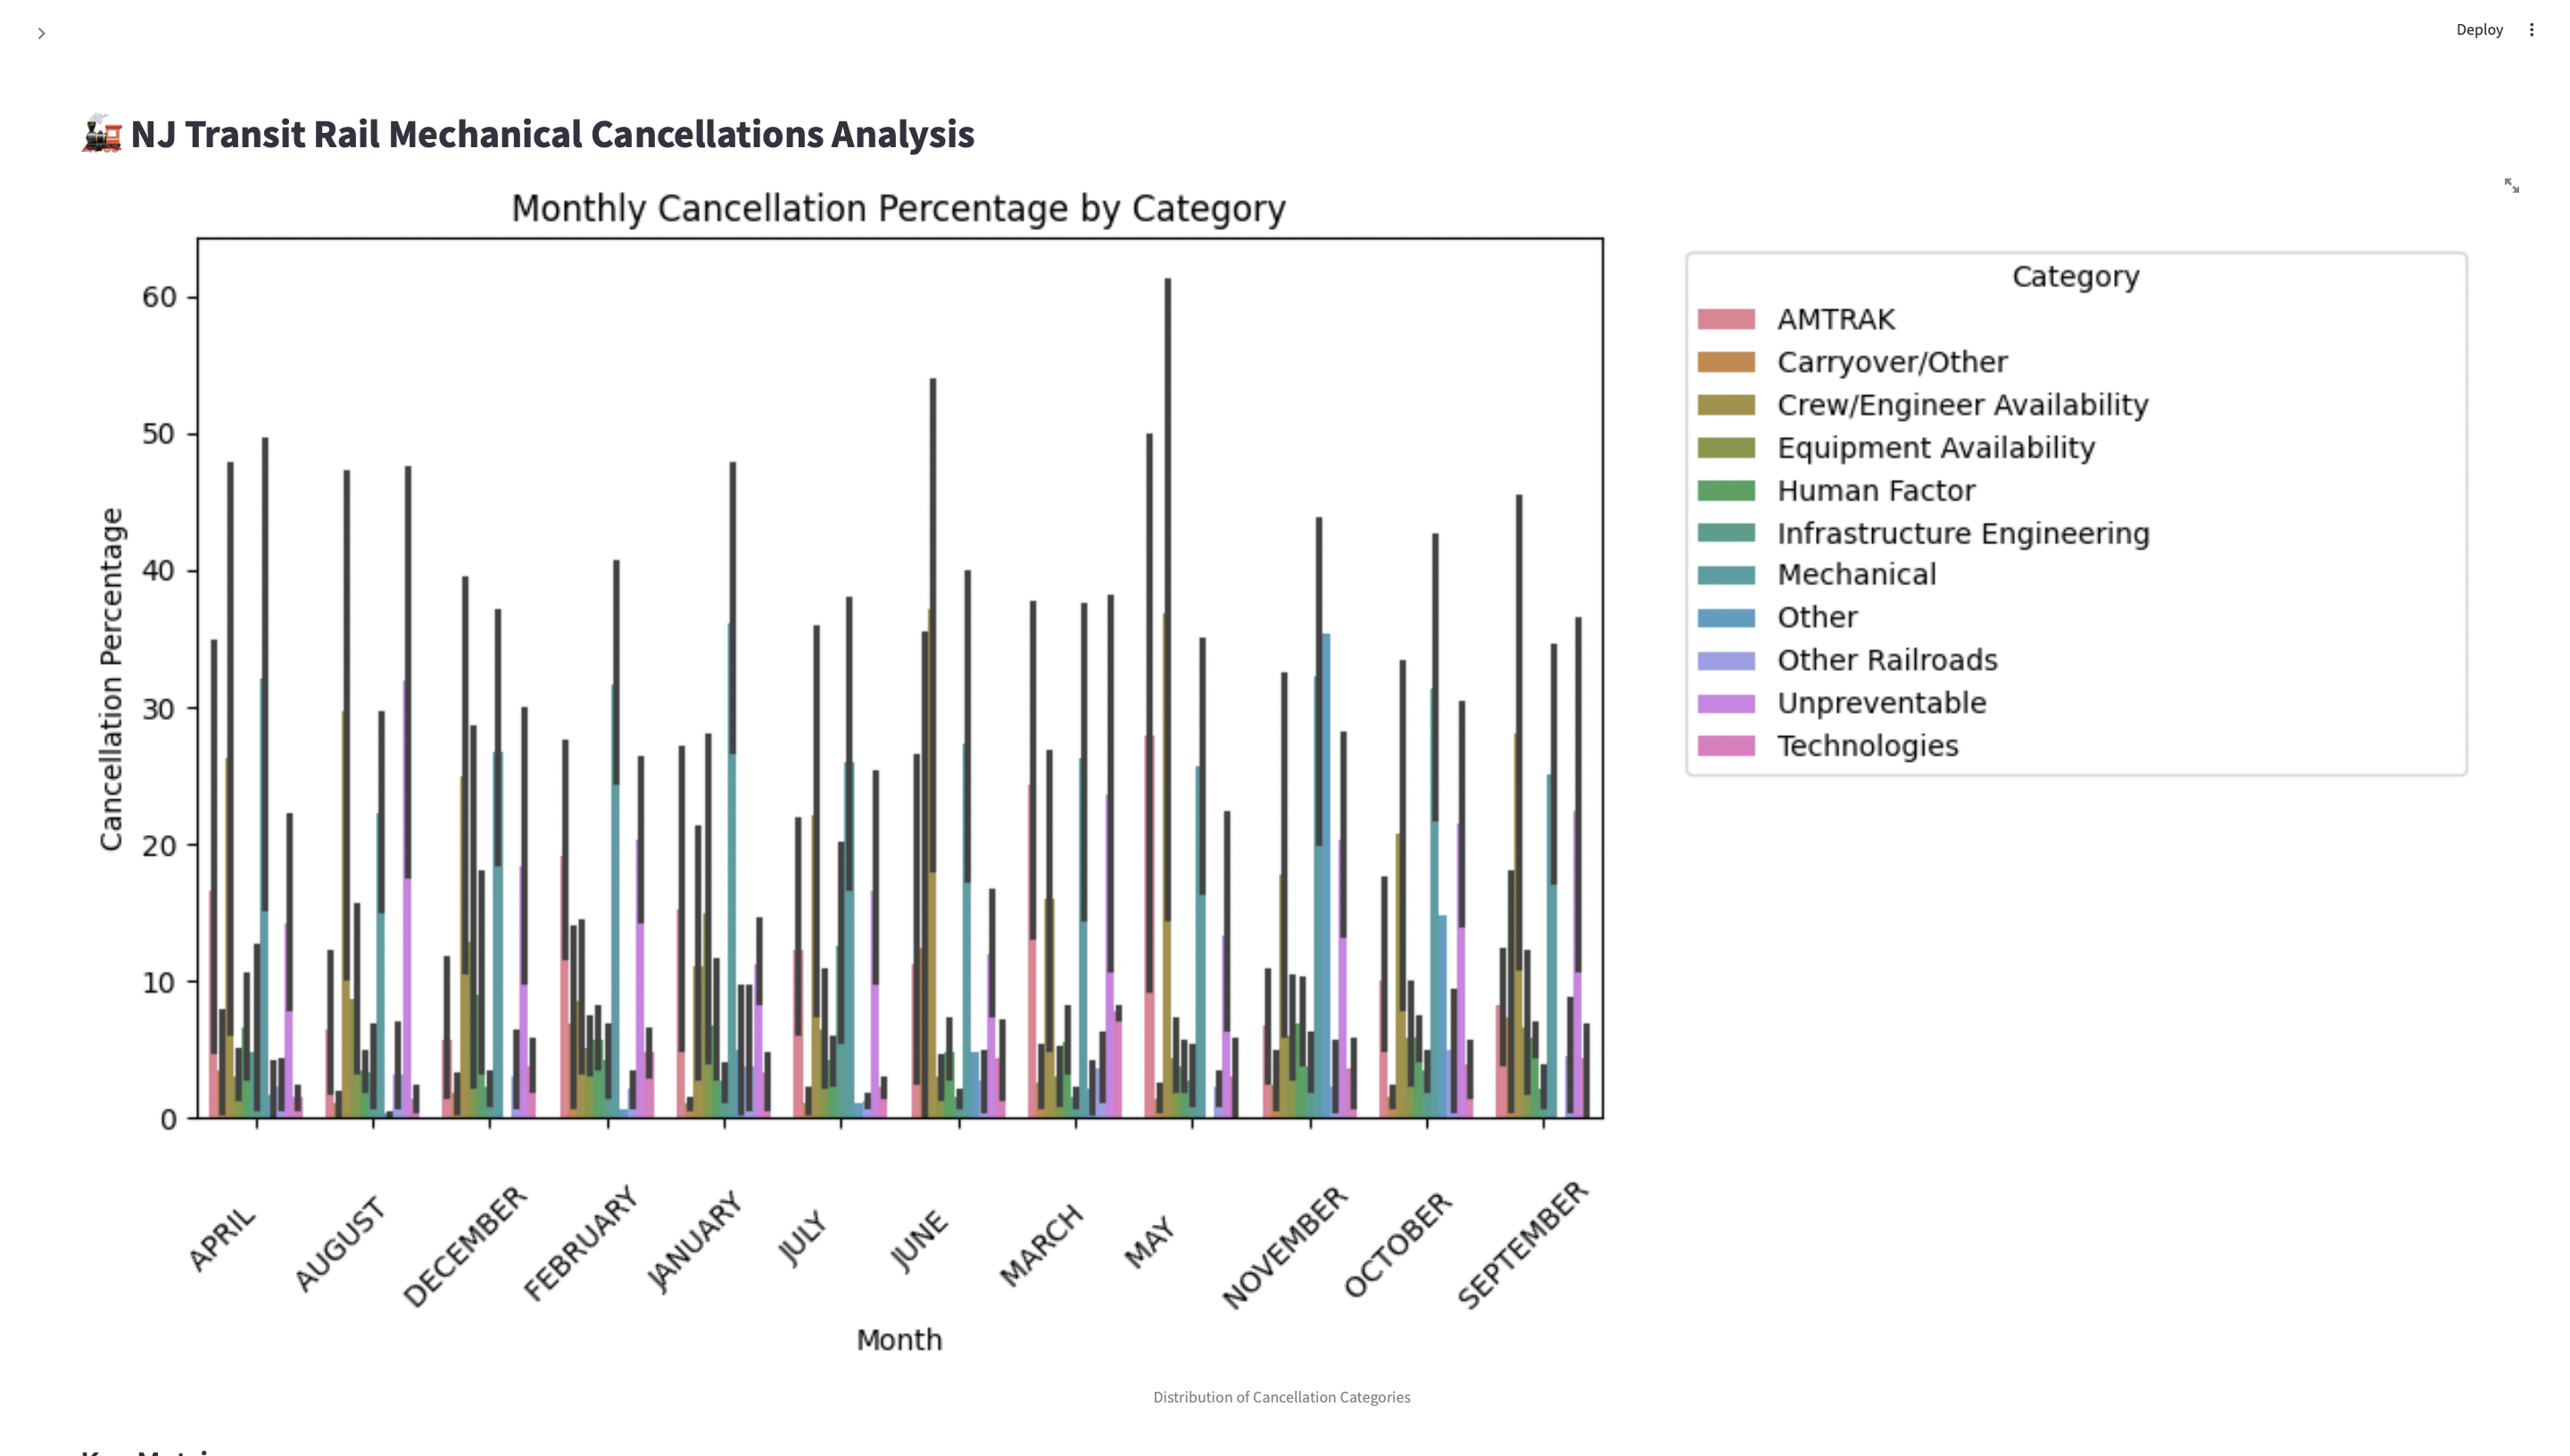 Deploy
NJ Transit Rail Mechanical Cancellations Analysis
Monthly Cancellation Percentage by Category
Cancellation Percentage
60
50
40
30
20
10
0
APRIL
AUGUST
DECEMBER
FEBRUARY
JANUARY
JULY
JUNE
MARCH
MAY
NOVEMBER
OCTOBER
SEPTEMBER
Month
Category
AMTRAK
Carryover/Other
Crew/Engineer Availability
Equipment Availability
Human Factor
Infrastructure Engineering
Mechanical
Other
Other Railroads
Unpreventable
Technologies
Distribution of Cancellation Categories